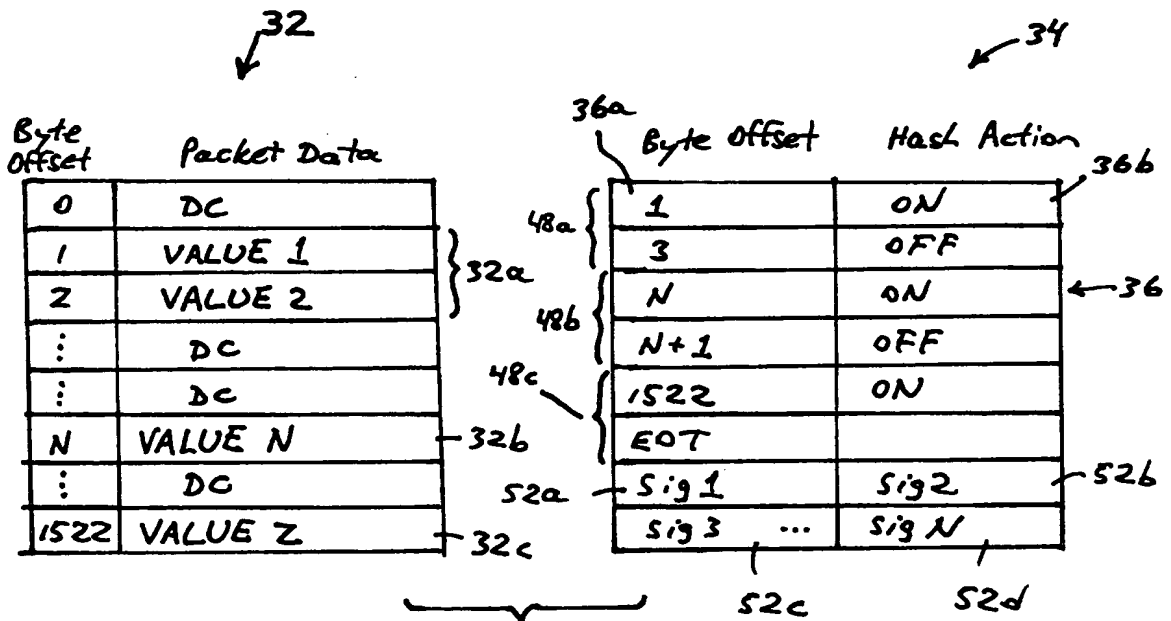 32
34
Byte Offset Packet Data
0 DC
1 VALUE 1
2 VALUE 2
⋮ DC
⋮ DC
N VALUE N
⋮ DC
1522 VALUE Z
32a
32b
32c
36a
Byte Offset Hash Action
36b
48a
1 ON
3 OFF
48b
N ON
36
N+1 OFF
48c
1522 ON
EOT
52a
Sig 1 Sig 2
52b
Sig 3 ... Sig N
52c
52d